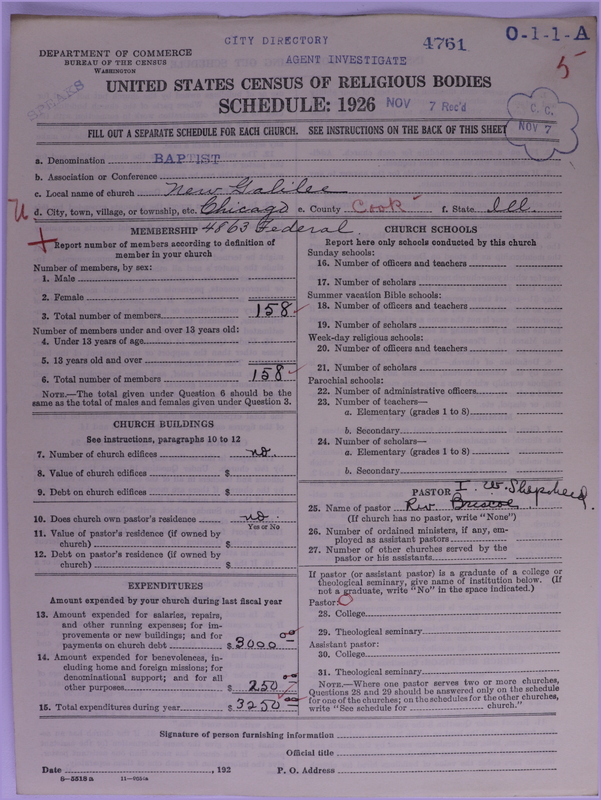 CITY DIRECTORY
4761
O-1-1-A
DEPARTMENT OF COMMERCE
BUREAU OF THE CENSUS
WASHINGTON
AGENT INVESTIGATE
5
SPEAKS
UNITED STATES CENSUS OF RELIGIOUS BODIES
SCHEDULE: 1926
NOV 7 Rec'd
C. C.
NOV 7
FILL OUT A SEPARATE SCHEDULE FOR EACH CHURCH. SEE INSTRUCTIONS ON THE BACK OF THIS SHEET
a. Denomination BAPTIST
b. Association or Conference
c. Local name of church New Galilee
d. City, town, village, or township, etc. Chicago e. County Cook f. State Ill.
4863 Federal
MEMBERSHIP
Report number of members according to definition of
member in your church
Number of members, by sex:
1. Male
2. Female
3. Total number of members 158
Number of members under and over 13 years old:
4. Under 13 years of age
5. 13 years old and over
6. Total number of members 158
NOTE.—The total given under Question 6 should be
same as the total of males and females given under Question 3.
CHURCH BUILDINGS
See instructions, paragraphs 10 to 12
7. Number of church edifices no.
8. Value of church edifices $
9. Debt on church edifices $
10. Does church own pastor's residence no.
Yes or No
11. Value of pastor's residence (if owned by
church) $
12. Debt on pastor's residence (if owned by
church) $
EXPENDITURES
Amount expended by your church during last fiscal year
13. Amount expended for salaries, repairs,
and other running expenses; for im-
provements or new buildings; and for
payments on church debt $ 3000 00
14. Amount expended for benevolences, in-
cluding home and foreign missions; for
denominational support; and for all
other purposes $ 250 00
15. Total expenditures during year $ 3250 00
CHURCH SCHOOLS
Report here only schools conducted by this church
Sunday schools:
16. Number of officers and teachers
17. Number of scholars
Summer vacation Bible schools:
18. Number of officers and teachers
19. Number of scholars
Week-day religious schools:
20. Number of officers and teachers
21. Number of scholars
Parochial schools:
22. Number of administrative officers
23. Number of teachers—
a. Elementary (grades 1 to 8)
b. Secondary
24. Number of scholars—
a. Elementary (grades 1 to 8)
b. Secondary
PASTOR
I. W. Shepherd.
25. Name of pastor Rev. Briscoe
(If church has no pastor, write "None")
26. Number of ordained ministers, if any, em-
ployed as assistant pastors
27. Number of other churches served by the
pastor or his assistants
If pastor (or assistant pastor) is a graduate of a college or
theological seminary, give name of institution below. (If
not a graduate, write "No" in the space indicated.)
Pastor:
28. College
29. Theological seminary
Assistant pastor:
30. College
31. Theological seminary
NOTE.—Where one pastor serves two or more churches,
Questions 28 and 29 should be answered only on the schedule
for one of the churches; on the schedules for the other churches,
write "See schedule for church."
Signature of person furnishing information
Official title
Date , 192 P. O. Address